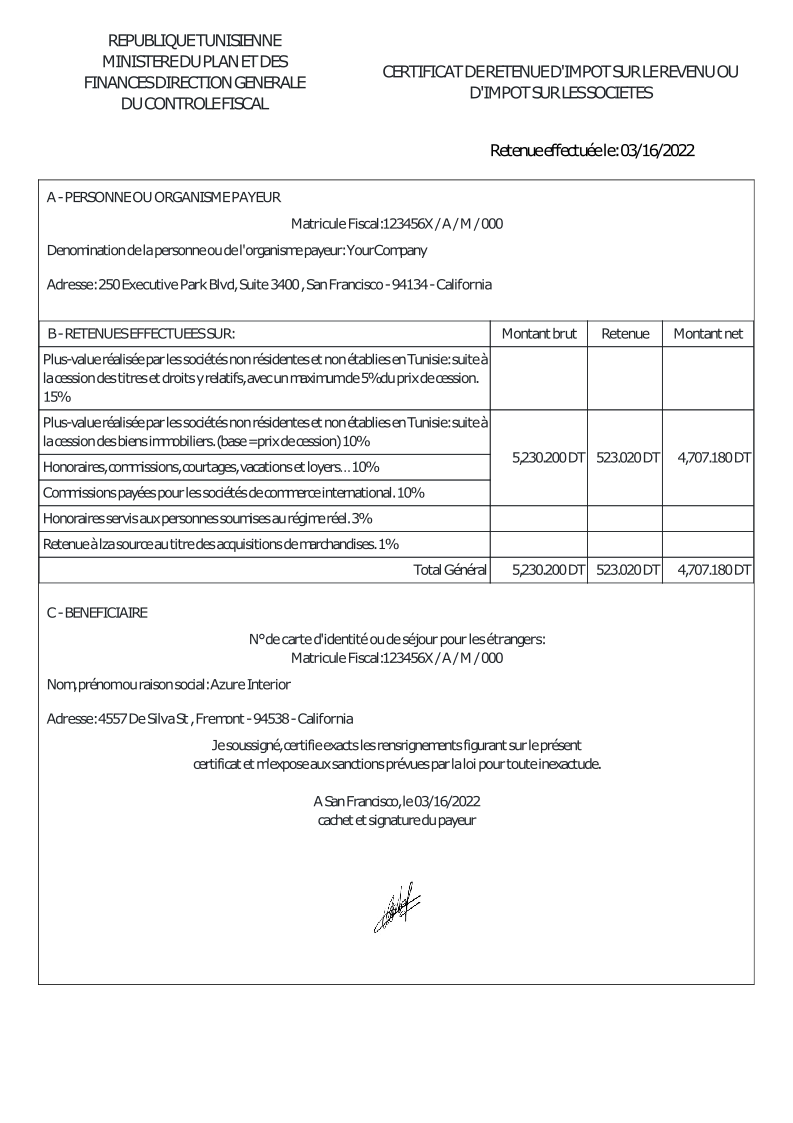 REPUBLIQUE TUNISIENNE
MINISTERE DU PLAN ET DES
FINANCES DIRECTION GENERALE
DU CONTROLE FISCAL
CERTIFICAT DE RETENUE D'IMPOT SUR LE REVENU OU
D'IMPOT SUR LES SOCIETES
Retenue effectuée le: 03/16/2022
A - PERSONNE OU ORGANISME PAYEUR
Matricule Fiscal:123456X / A / M / 000
Denomination de la personne ou de l'organisme payeur: YourCompany
Adresse: 250 Executive Park Blvd, Suite 3400 , San Francisco - 94134 - California
B - RETENUES EFFECTUEES SUR: Montant brut Retenue Montant net
Plus-value réalisée par les sociétés non résidentes et non établies en Tunisie: suite à
la cession des titres et droits y relatifs, avec un maximum de 5% du prix de cession.
15%
Plus-value réalisée par les sociétés non résidentes et non établies en Tunisie: suite à
la cession des biens immobiliers. (base = prix de cession) 10%
5,230.200 DT 523.020 DT 4,707.180 DT
Honoraires, commissions, courtages, vacations et loyers... 10%
Commissions payées pour les sociétés de commerce international. 10%
Honoraires servis aux personnes soumises au régime réel. 3%
Retenue à lza source au titre des acquisitions de marchandises. 1%
Total Général 5,230.200 DT 523.020 DT 4,707.180 DT
C - BENEFICIAIRE
N° de carte d'identité ou de séjour pour les étrangers:
Matricule Fiscal:123456X / A / M / 000
Nom, prénom ou raison social: Azure Interior
Adresse: 4557 De Silva St , Fremont - 94538 - California
Je soussigné, certifie exacts les rensrignements figurant sur le présent
certificat et m'expose aux sanctions prévues par la loi pour toute inexactude.
A San Francisco, le 03/16/2022
cachet et signature du payeur